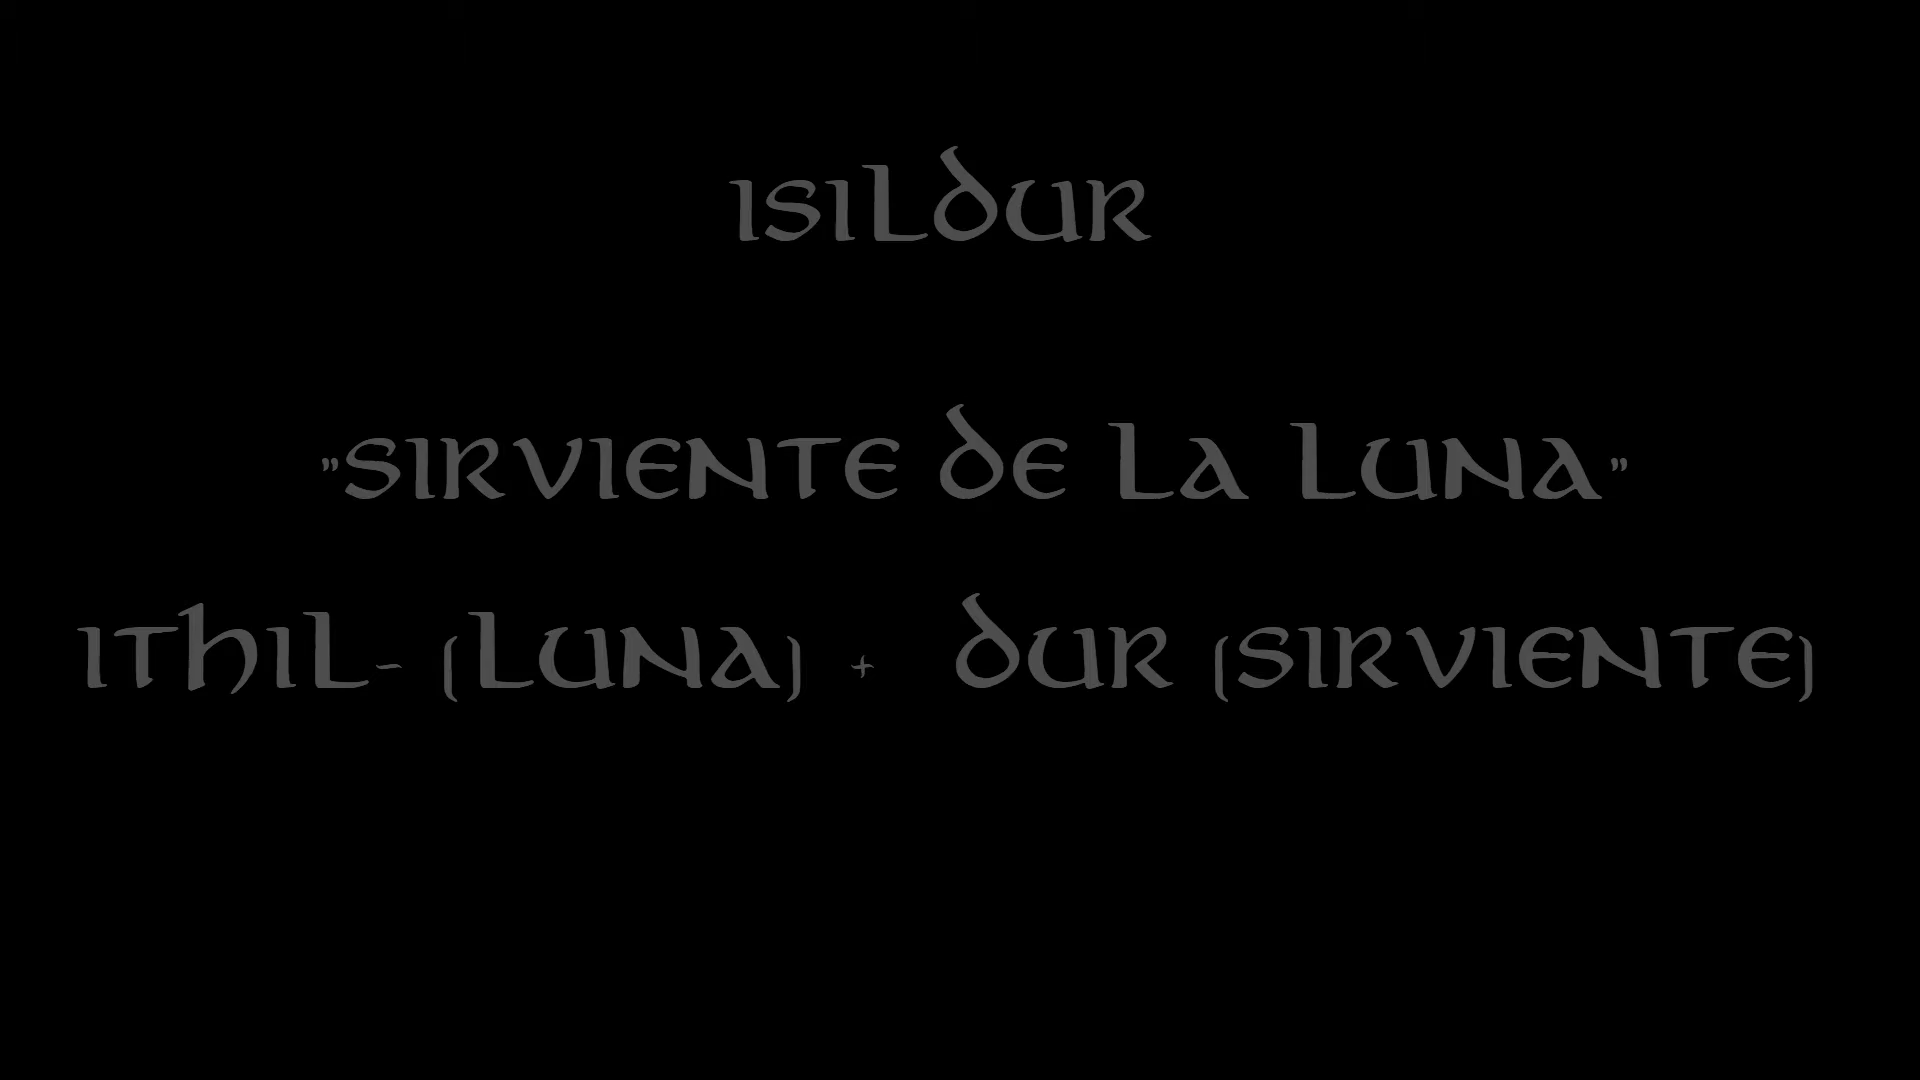 Isildur
"Sirviente de la Luna"
Ithil- (Luna) + Dur (Sirviente)